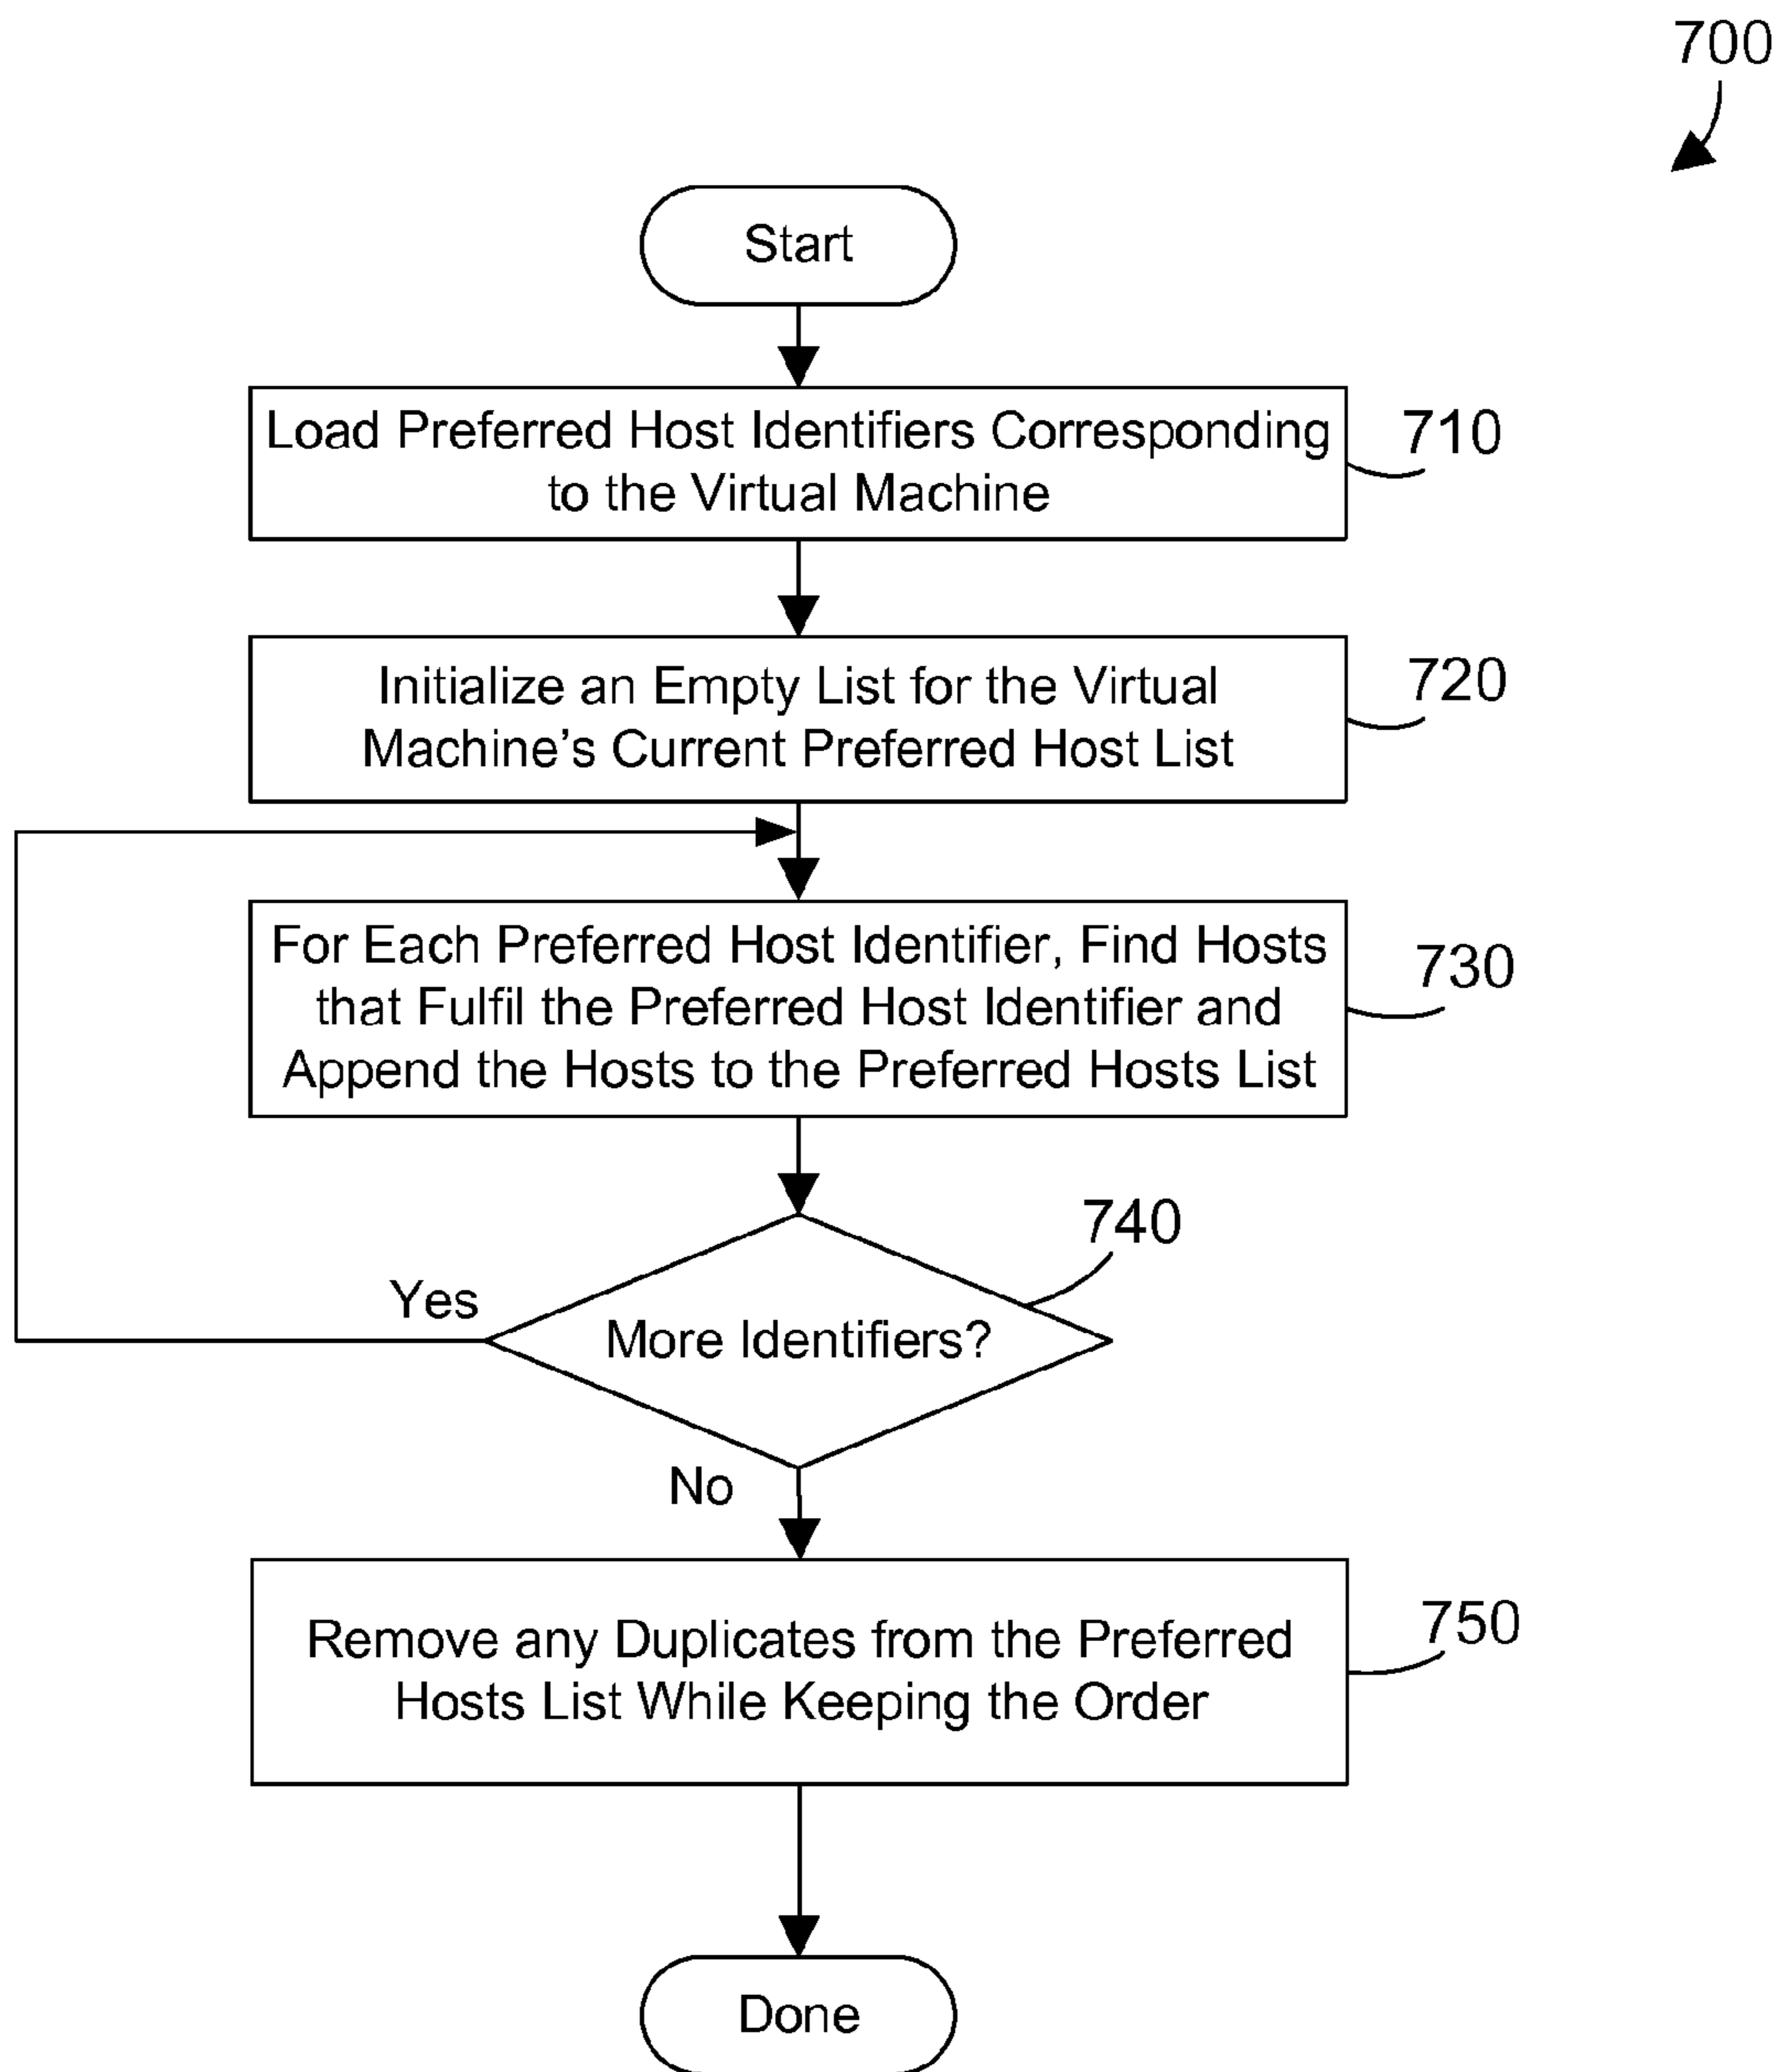 700
Start
Load Preferred Host Identifiers Corresponding
to the Virtual Machine
710
Initialize an Empty List for the Virtual
Machine's Current Preferred Host List
720
For Each Preferred Host Identifier, Find Hosts
that Fulfil the Preferred Host Identifier and
Append the Hosts to the Preferred Hosts List
730
740
Yes
More Identifiers?
No
Remove any Duplicates from the Preferred
Hosts List While Keeping the Order
750
Done